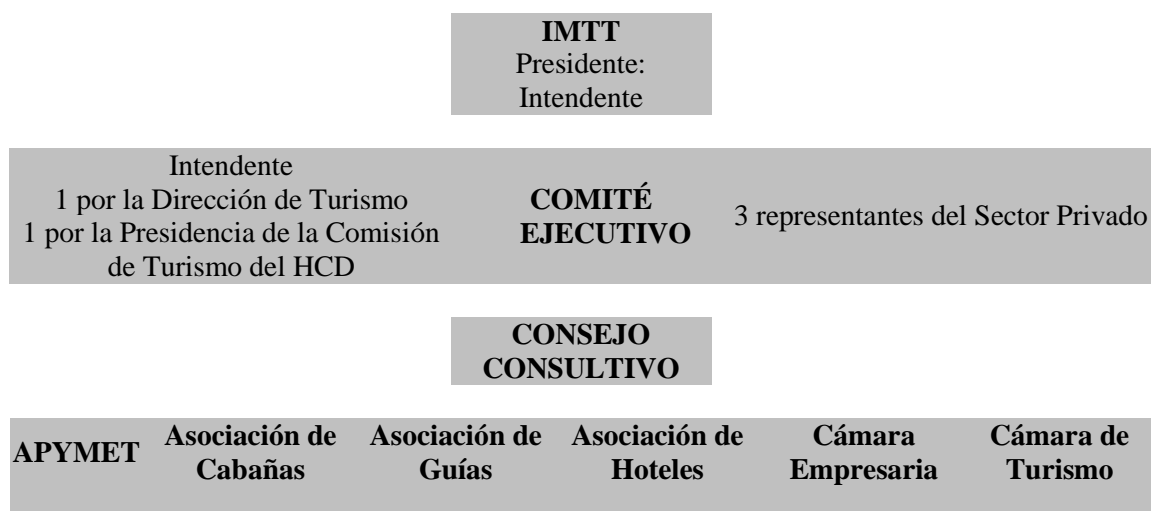 IMTT
Presidente:
Intendente
Intendente
1 por la Dirección de Turismo
1 por la Presidencia de la Comisión
de Turismo del HCD
COMITÉ
EJECUTIVO
3 representantes del Sector Privado
CONSEJO
CONSULTIVO
APYMET
Asociación de
Cabañas
Asociación de
Guías
Asociación de
Hoteles
Cámara
Empresaria
Cámara de
Turismo